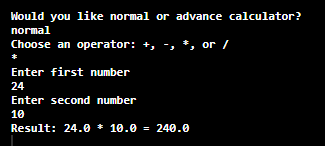 Would you like normal or advance calculator?
normal
Choose an operator: +, -, *, or /
*
Enter first number
24
Enter second number
10
Result: 24.0 * 10.0 = 240.0